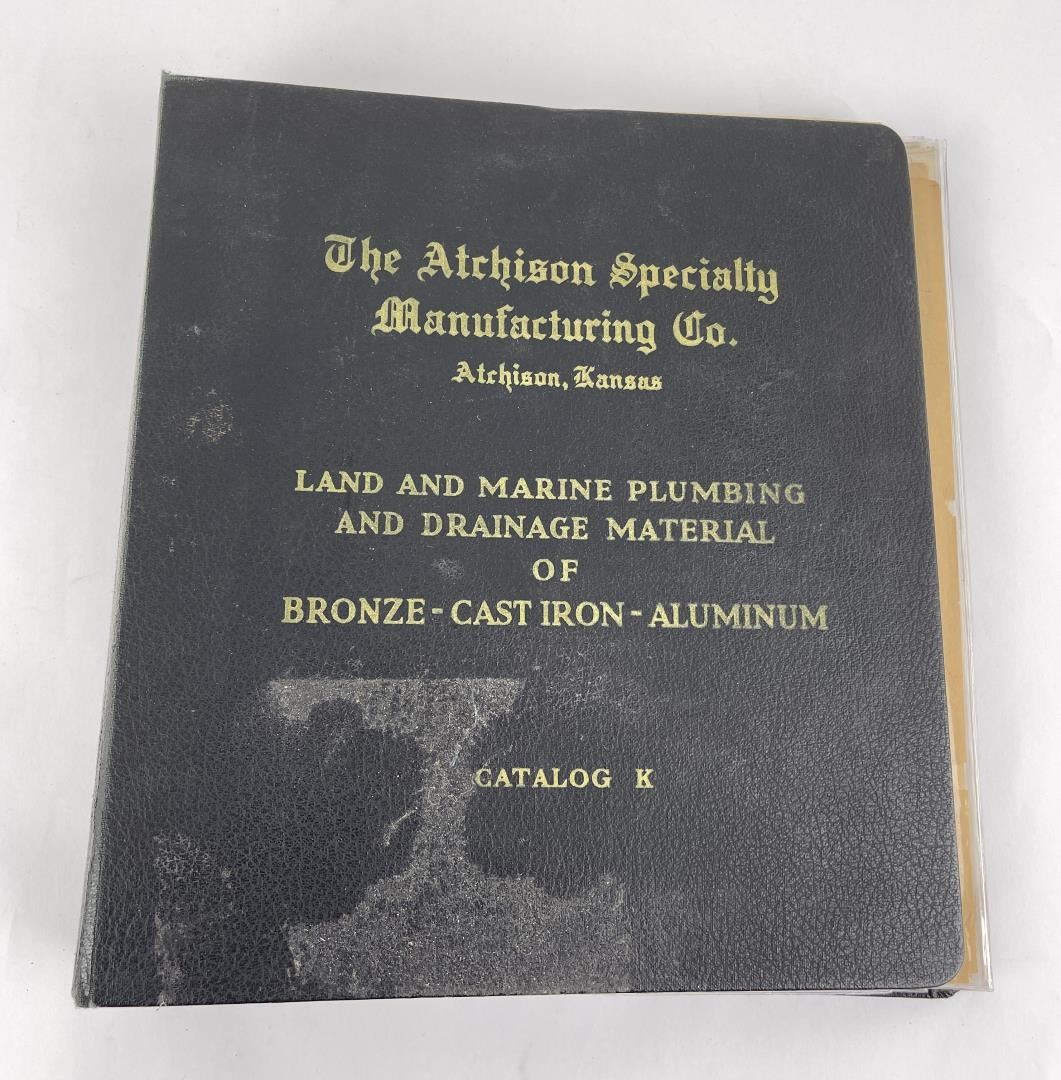 The Atchison Specialty
Manufacturing Co.
Atchison, Kansas
LAND AND MARINE PLUMBING
AND DRAINAGE MATERIAL
OF
BRONZE - CAST IRON - ALUMINUM
CATALOG K